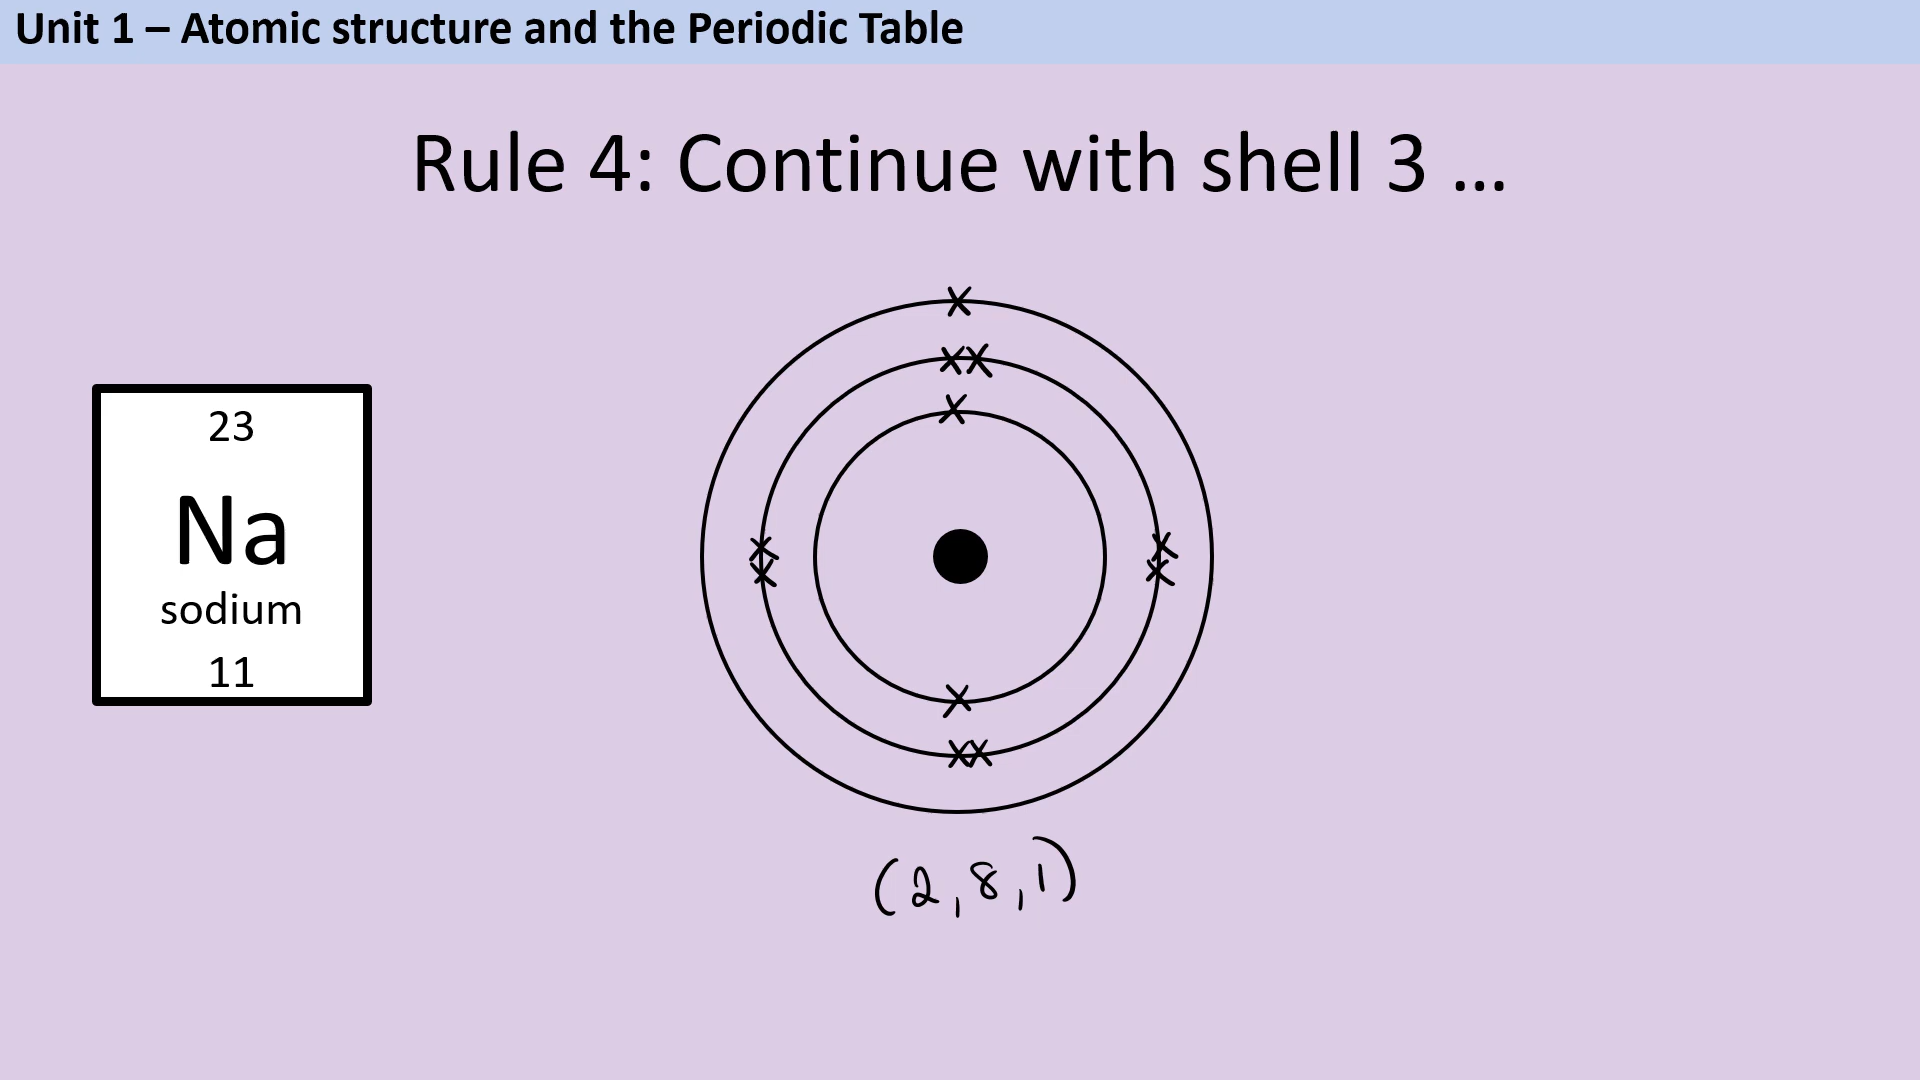 Unit 1 – Atomic structure and the Periodic Table
Rule 4: Continue with shell 3 ...
23
Na
sodium
11
(2,8,1)